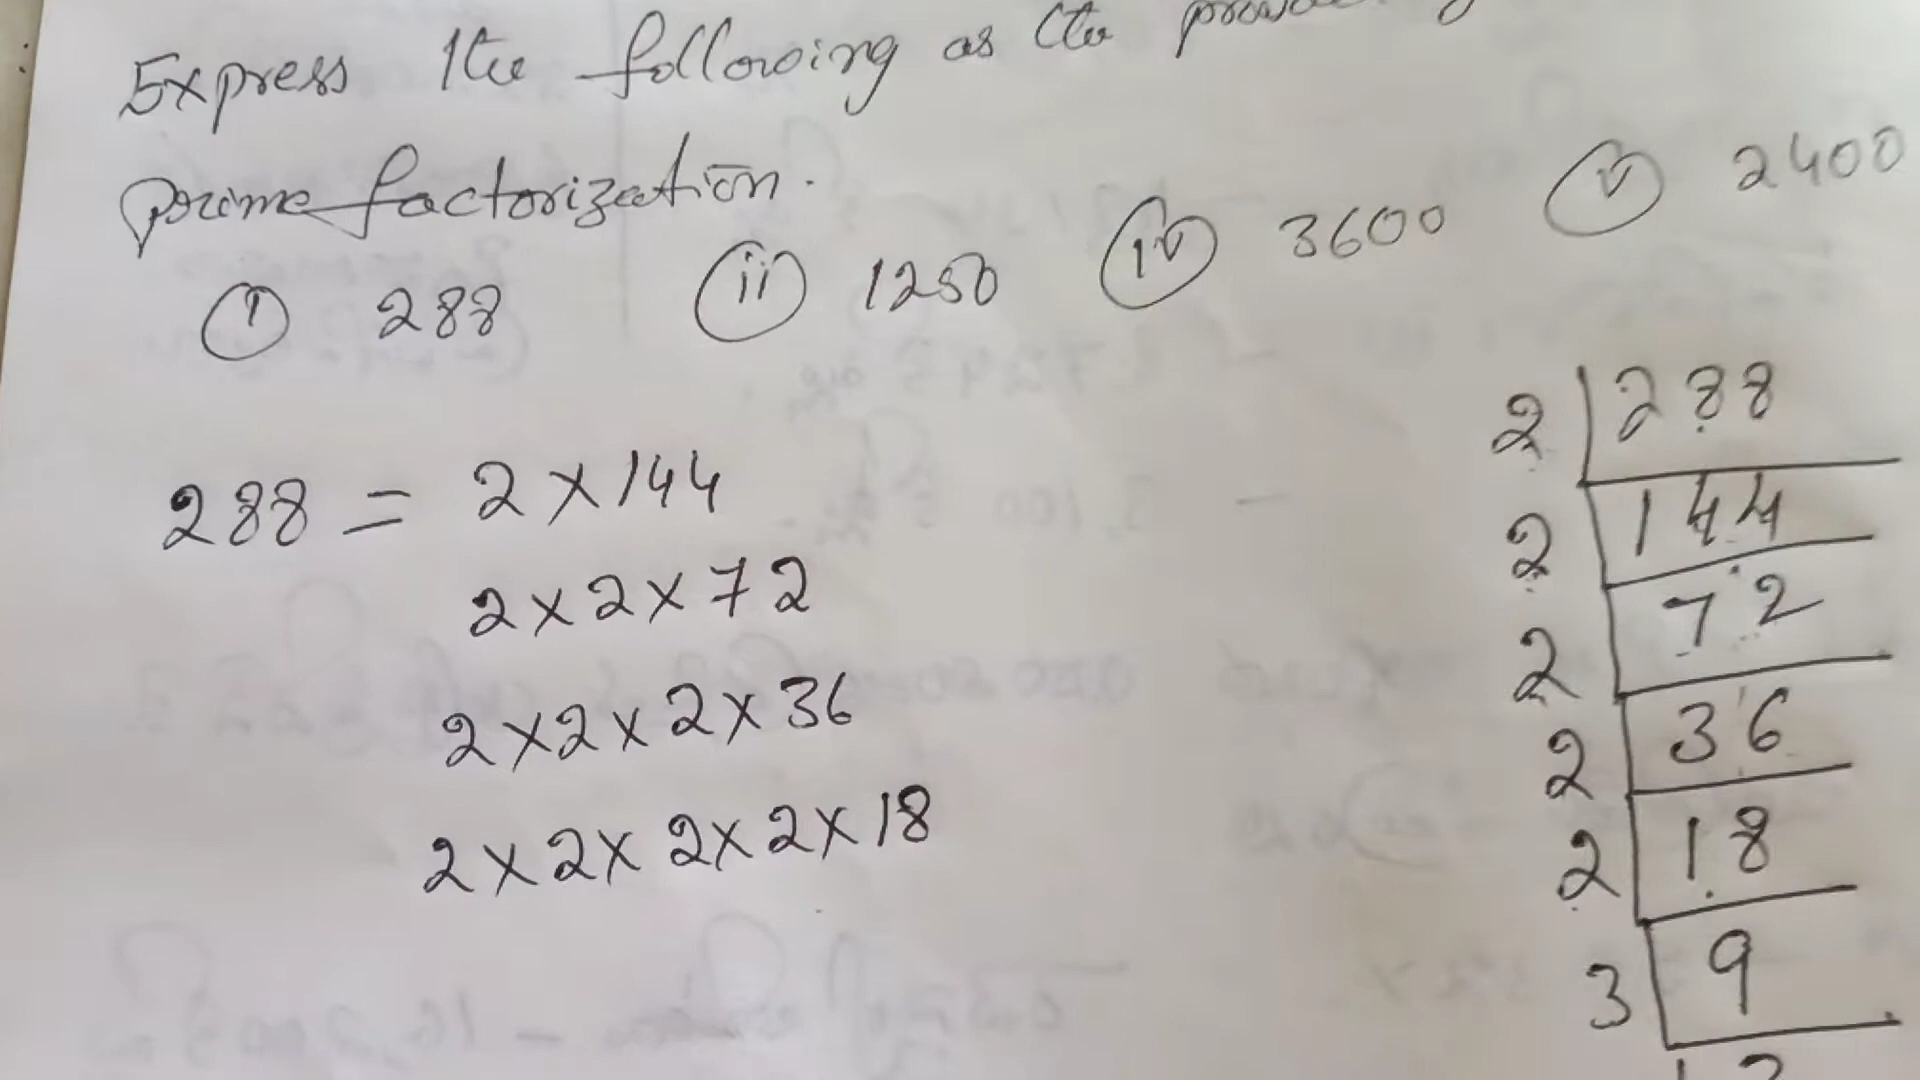 Express the following as the
prime factorization.
i 288 ii 1250 iv 3600 v 2400
288 = 2 × 144
2 × 2 × 72
2 × 2 × 2 × 36
2 × 2 × 2 × 2 × 18
2 288
2 144
2 72
2 36
2 18
3 9